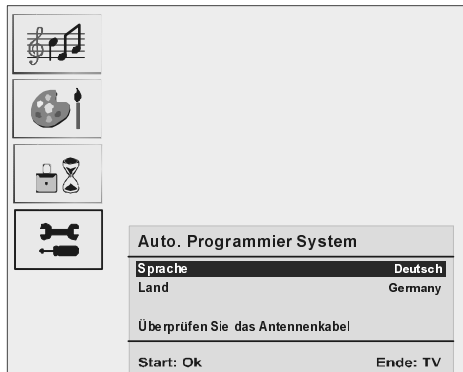 Auto. Programmier System
Sprache Deutsch
Land Germany
Überprüfen Sie das Antennenkabel
Start: Ok Ende: TV